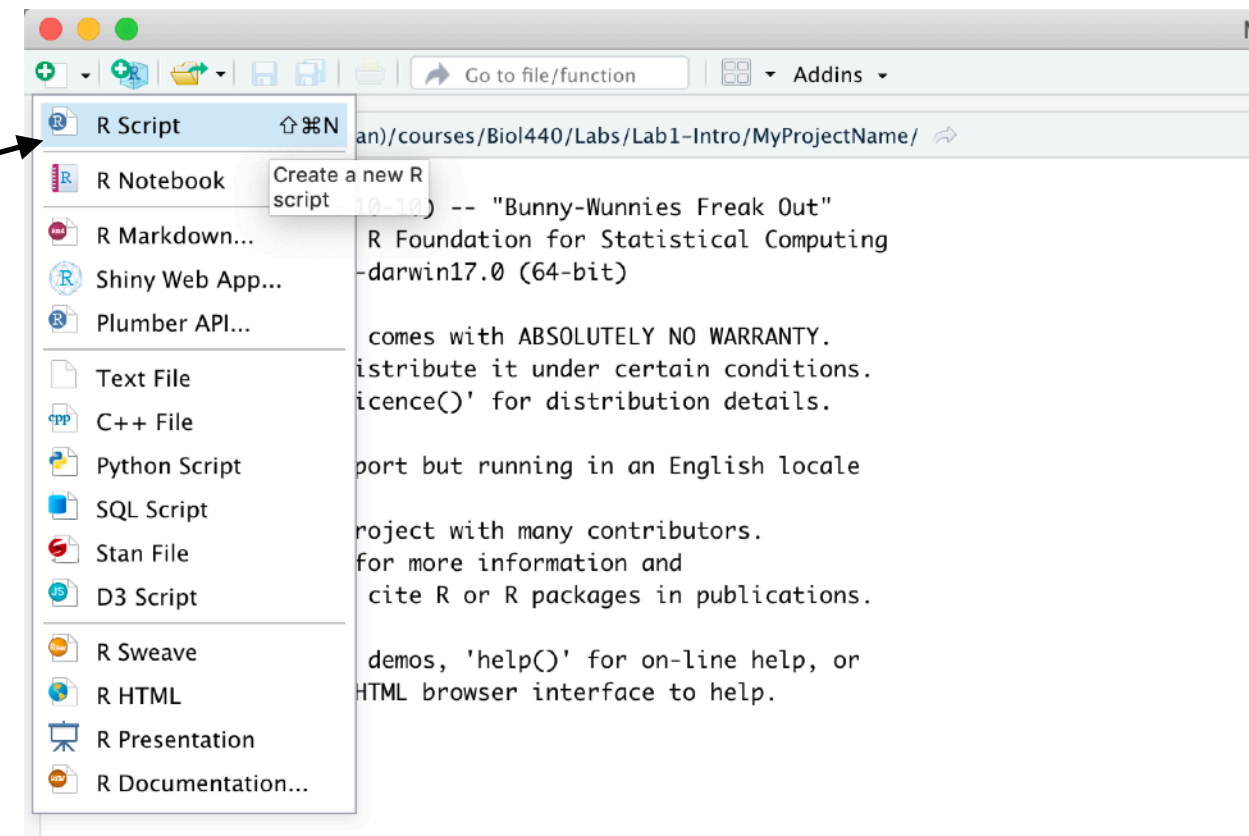 Go to file/function
Addins
R Script ⇧⌘N
an)/courses/Biol440/Labs/Lab1-Intro/MyProjectName/
R Notebook
Create a new R
script
10-10) -- "Bunny-Wunnies Freak Out"
R Markdown...
R Foundation for Statistical Computing
Shiny Web App...
-darwin17.0 (64-bit)
Plumber API...
comes with ABSOLUTELY NO WARRANTY.
Text File
istribute it under certain conditions.
C++ File
icence()' for distribution details.
Python Script
port but running in an English locale
SQL Script
roject with many contributors.
Stan File
for more information and
D3 Script
cite R or R packages in publications.
R Sweave
demos, 'help()' for on-line help, or
R HTML
HTML browser interface to help.
R Presentation
R Documentation...